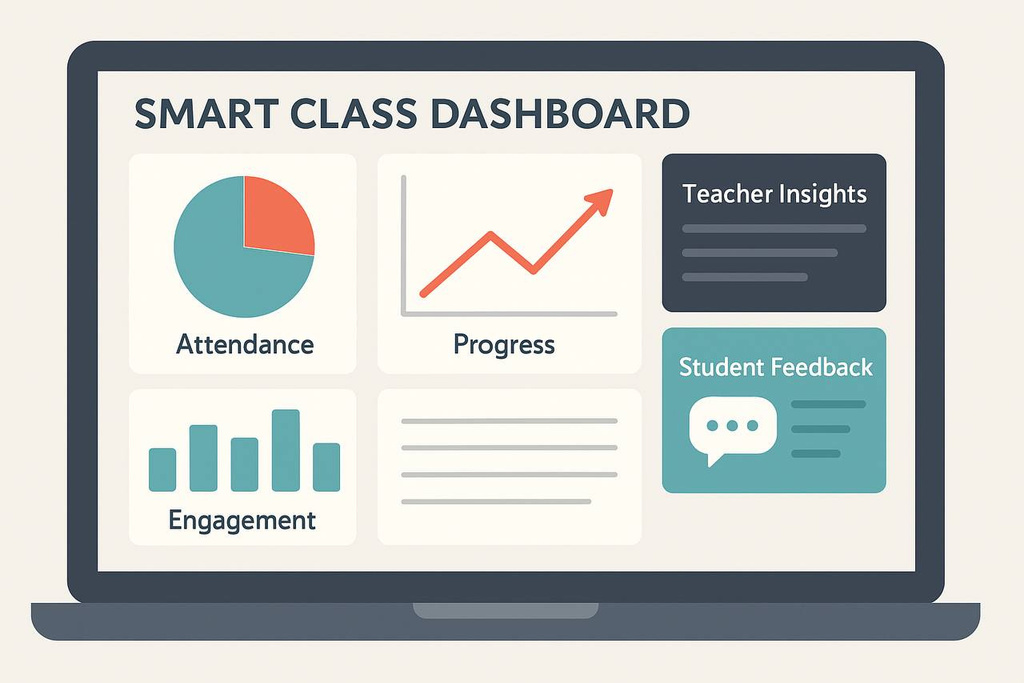 SMART CLASS DASHBOARD
Attendance
Progress
Teacher Insights
Student Feedback
Engagement